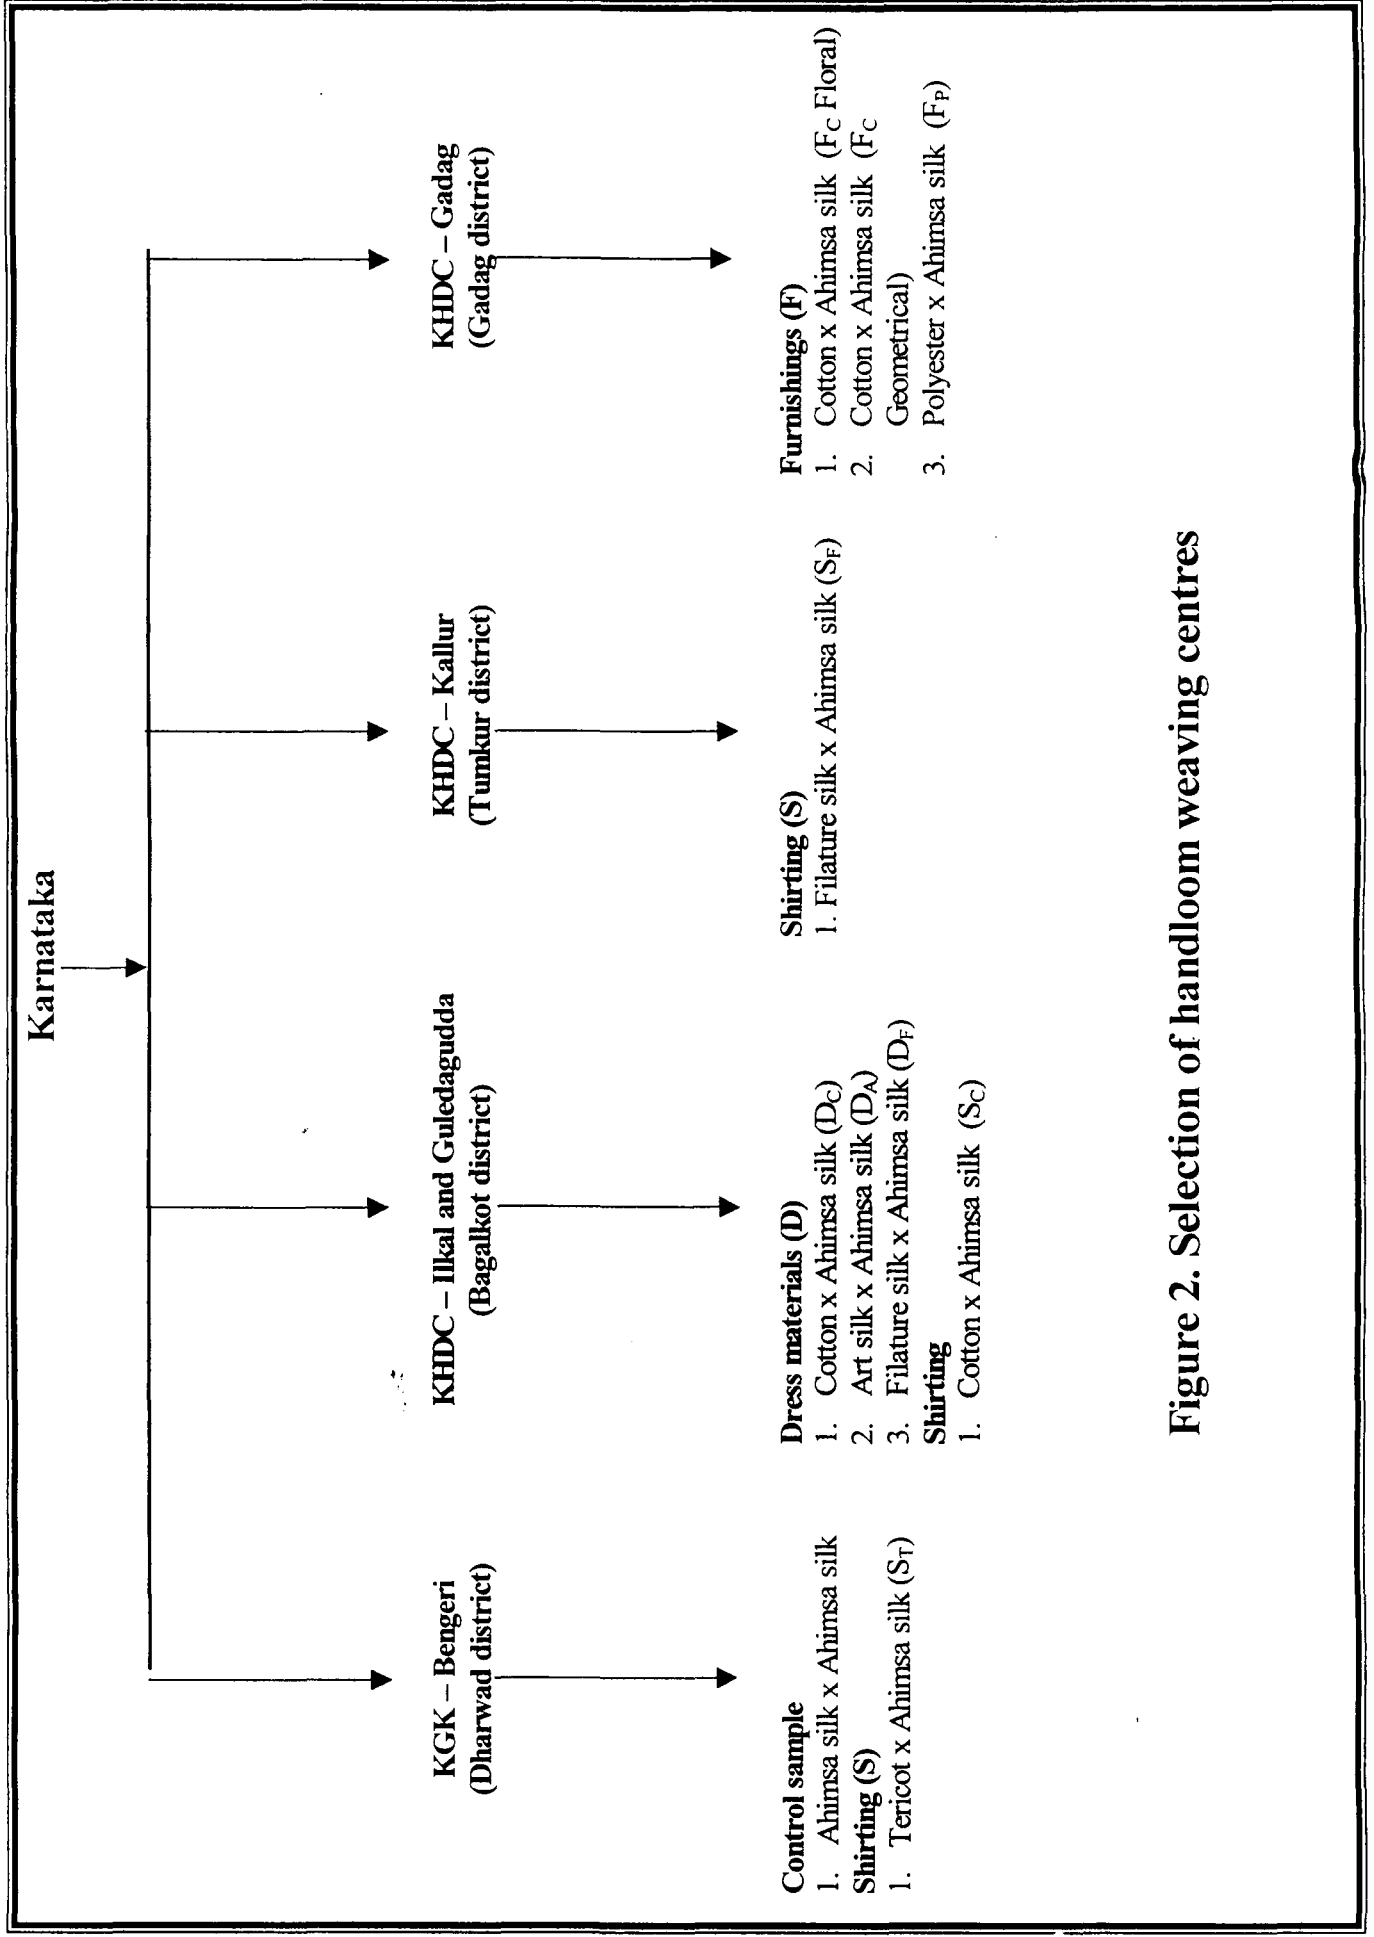 Karnataka
KGK – Bengeri
(Dharwad district)
KHDC – Ilkal and Guledagudda
(Bagalkot district)
KHDC – Kallur
(Tumkur district)
KHDC – Gadag
(Gadag district)
Control sample
1. Ahimsa silk x Ahimsa silk
Shirting (S)
1. Tericot x Ahimsa silk (ST)
Dress materials (D)
1. Cotton x Ahimsa silk (DC)
2. Art silk x Ahimsa silk (DA)
3. Filature silk x Ahimsa silk (DF)
Shirting
1. Cotton x Ahimsa silk (SC)
Shirting (S)
1. Filature silk x Ahimsa silk (SF)
Furnishings (F)
1. Cotton x Ahimsa silk (FC Floral)
2. Cotton x Ahimsa silk (FC
Geometrical)
3. Polyester x Ahimsa silk (FP)
Figure 2. Selection of handloom weaving centres